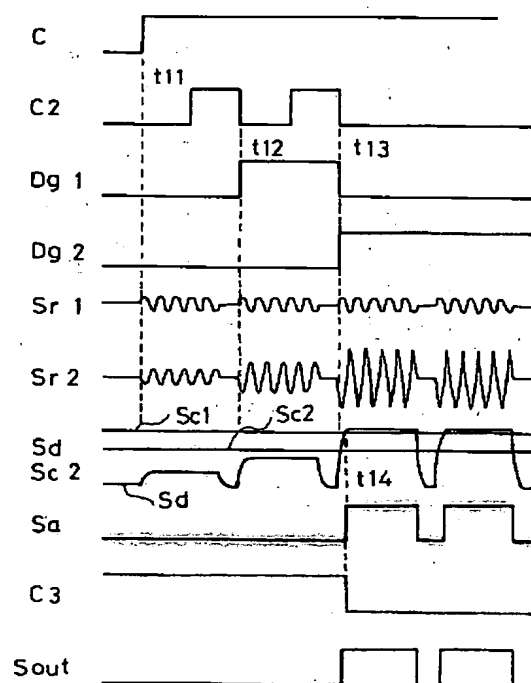 C
t11
C2
t12
t13
Dg 1
Dg 2
Sr 1
Sr 2
Sc1
Sc2
Sd
Sc 2
Sd
t14
Sa
C3
Sout